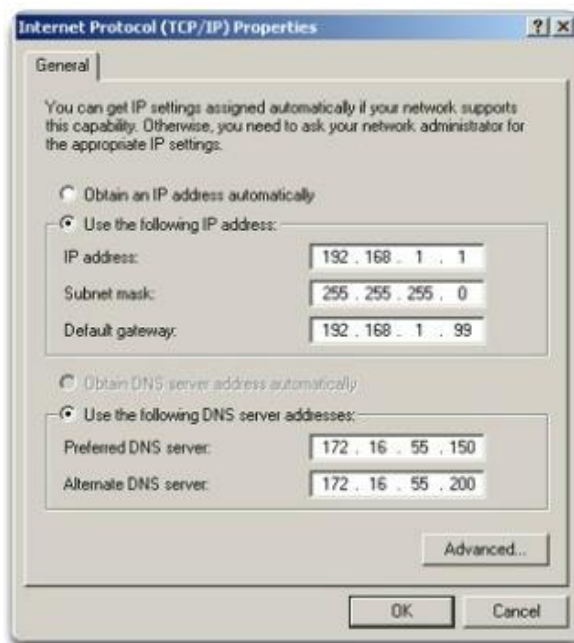 Internet Protocol (TCP/IP) Properties
General
You can get IP settings assigned automatically if your network supports
this capability. Otherwise, you need to ask your network administrator for
the appropriate IP settings.
Obtain an IP address automatically
Use the following IP address:
IP address: 192 . 168 . 1 . 1
Subnet mask: 255 . 255 . 255 . 0
Default gateway: 192 . 168 . 1 . 99
Obtain DNS server address automatically
Use the following DNS server addresses:
Preferred DNS server: 172 . 16 . 55 . 150
Alternate DNS server: 172 . 16 . 55 . 200
Advanced...
OK Cancel